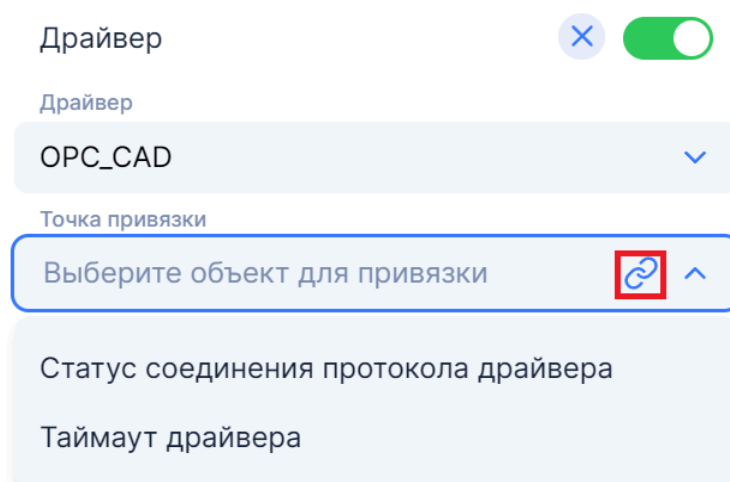 Драйвер
Драйвер
OPC_CAD
Точка привязки
Выберите объект для привязки
Статус соединения протокола драйвера
Таймаут драйвера